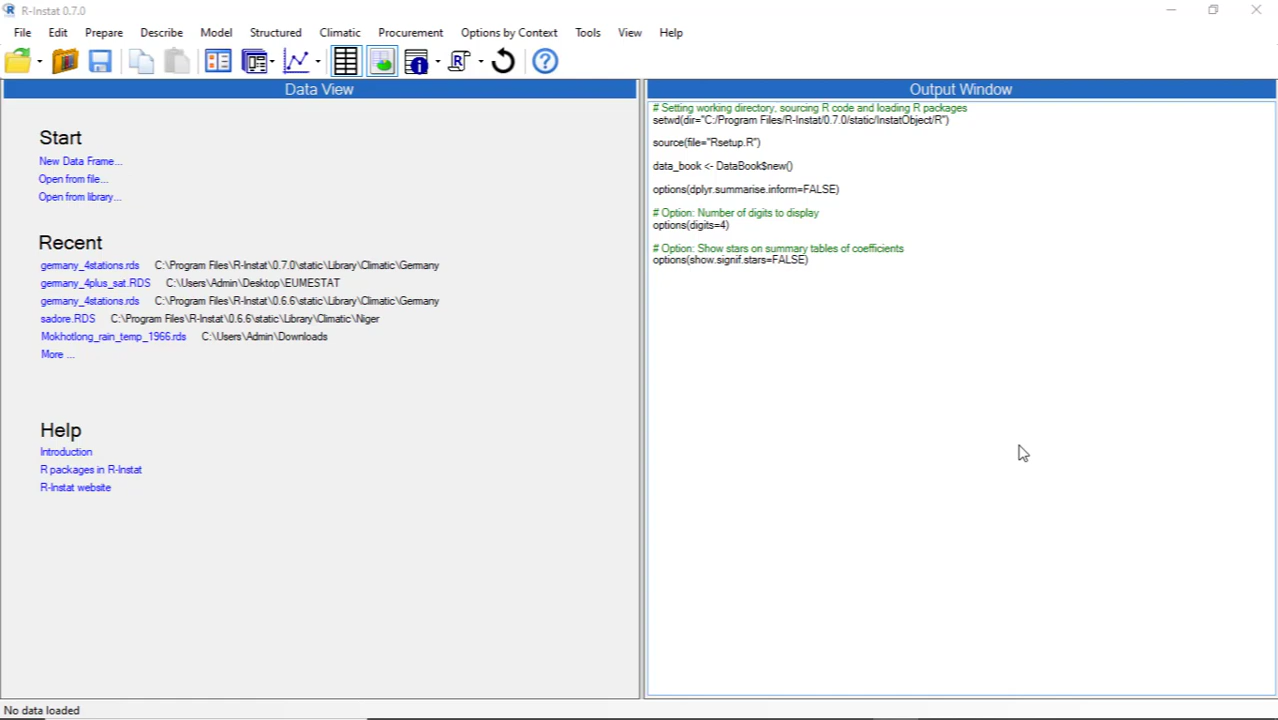 R-Instat 0.7.0
File Edit Prepare Describe Model Structured Climatic Procurement Options by Context Tools View Help
Data View
Start
New Data Frame...
Open from file...
Open from library...
Recent
germany_4stations.rds C:\Program Files\R-Instat\0.7.0\static\Library\Climatic\Germany
germany_4plus_sat.RDS C:\Users\Admin\Desktop\EUMESTAT
germany_4stations.rds C:\Program Files\R-Instat\0.6.6\static\Library\Climatic\Germany
sadore.RDS C:\Program Files\R-Instat\0.6.6\static\Library\Climatic\Niger
Mokhotlong_rain_temp_1966.rds C:\Users\Admin\Downloads
More ...
Help
Introduction
R packages in R-Instat
R-Instat website
Output Window
# Setting working directory, sourcing R code and loading R packages
setwd(dir="C:/Program Files/R-Instat/0.7.0/static/InstatObject/R")
source(file="Rsetup.R")
data_book <- DataBook$new()
options(dplyr.summarise.inform=FALSE)
# Option: Number of digits to display
options(digits=4)
# Option: Show stars on summary tables of coefficients
options(show.signif.stars=FALSE)
No data loaded